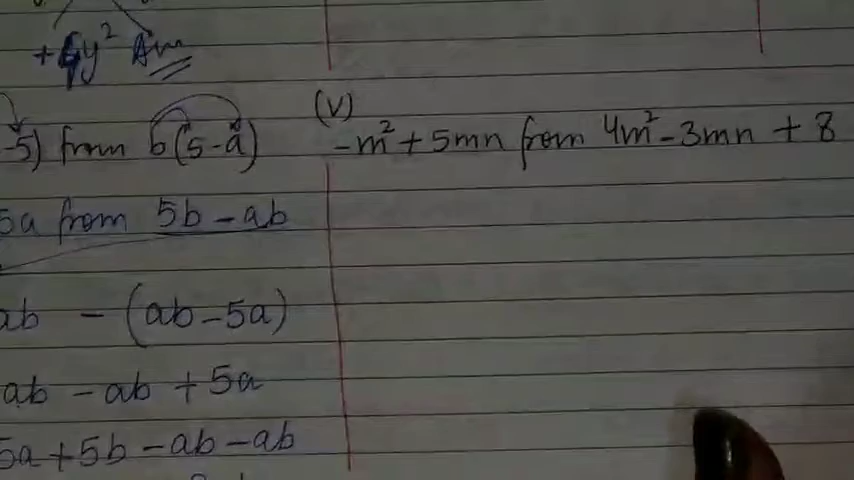 +4y² Ans
-5) from b(5-a)
5a from 5b - ab
ab - (ab - 5a)
ab - ab + 5a
5a + 5b - ab - ab
(v)
-m² + 5mn from 4m² - 3mn + 8